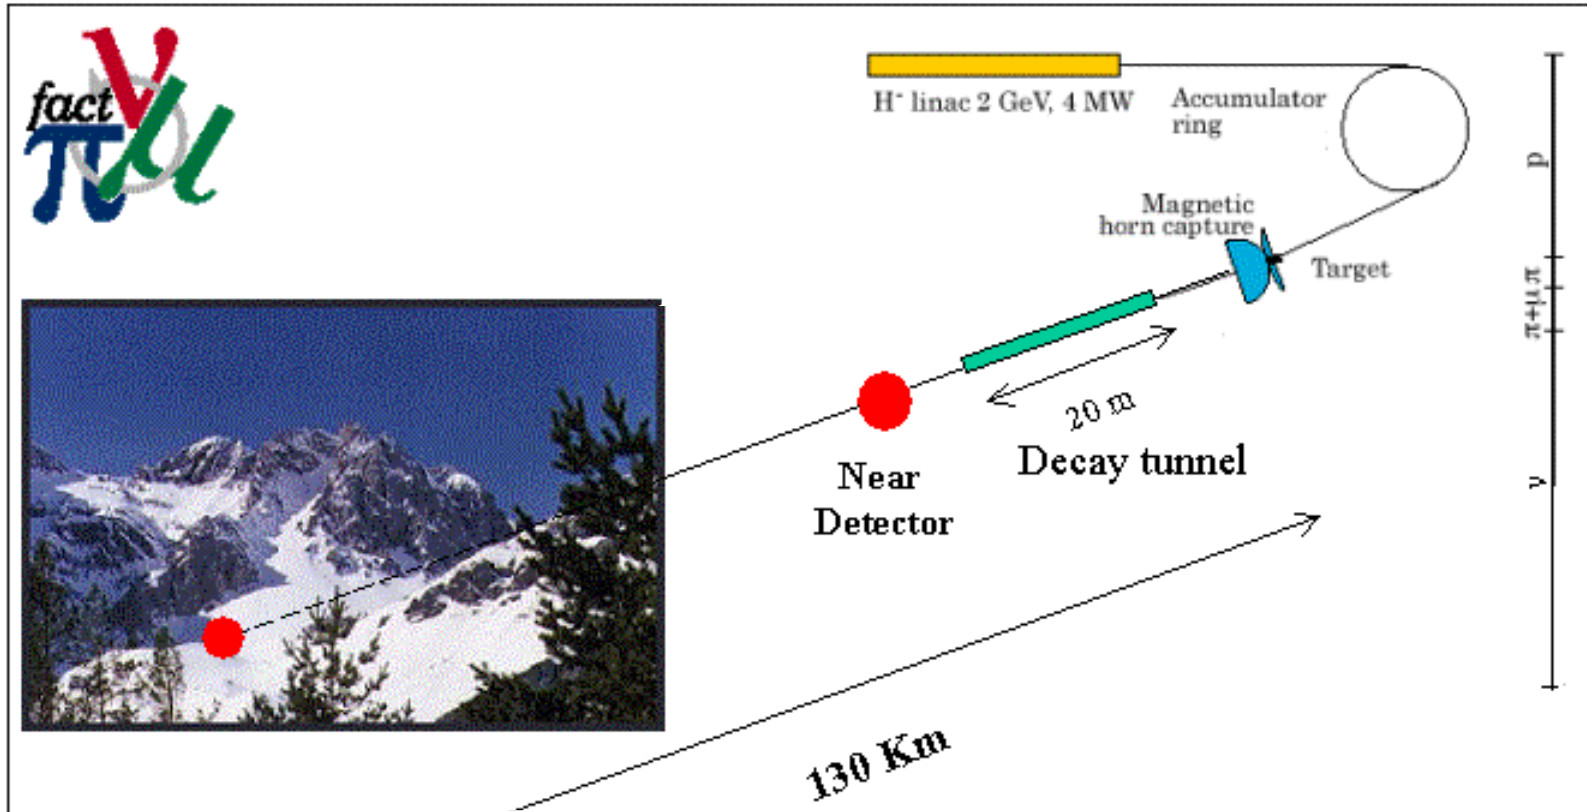 fact
νμ
π
H⁻ linac 2 GeV, 4 MW
Accumulator
ring
p
Magnetic
horn capture
Target
π+μ π
20 m
Decay tunnel
Near
Detector
ν
130 Km